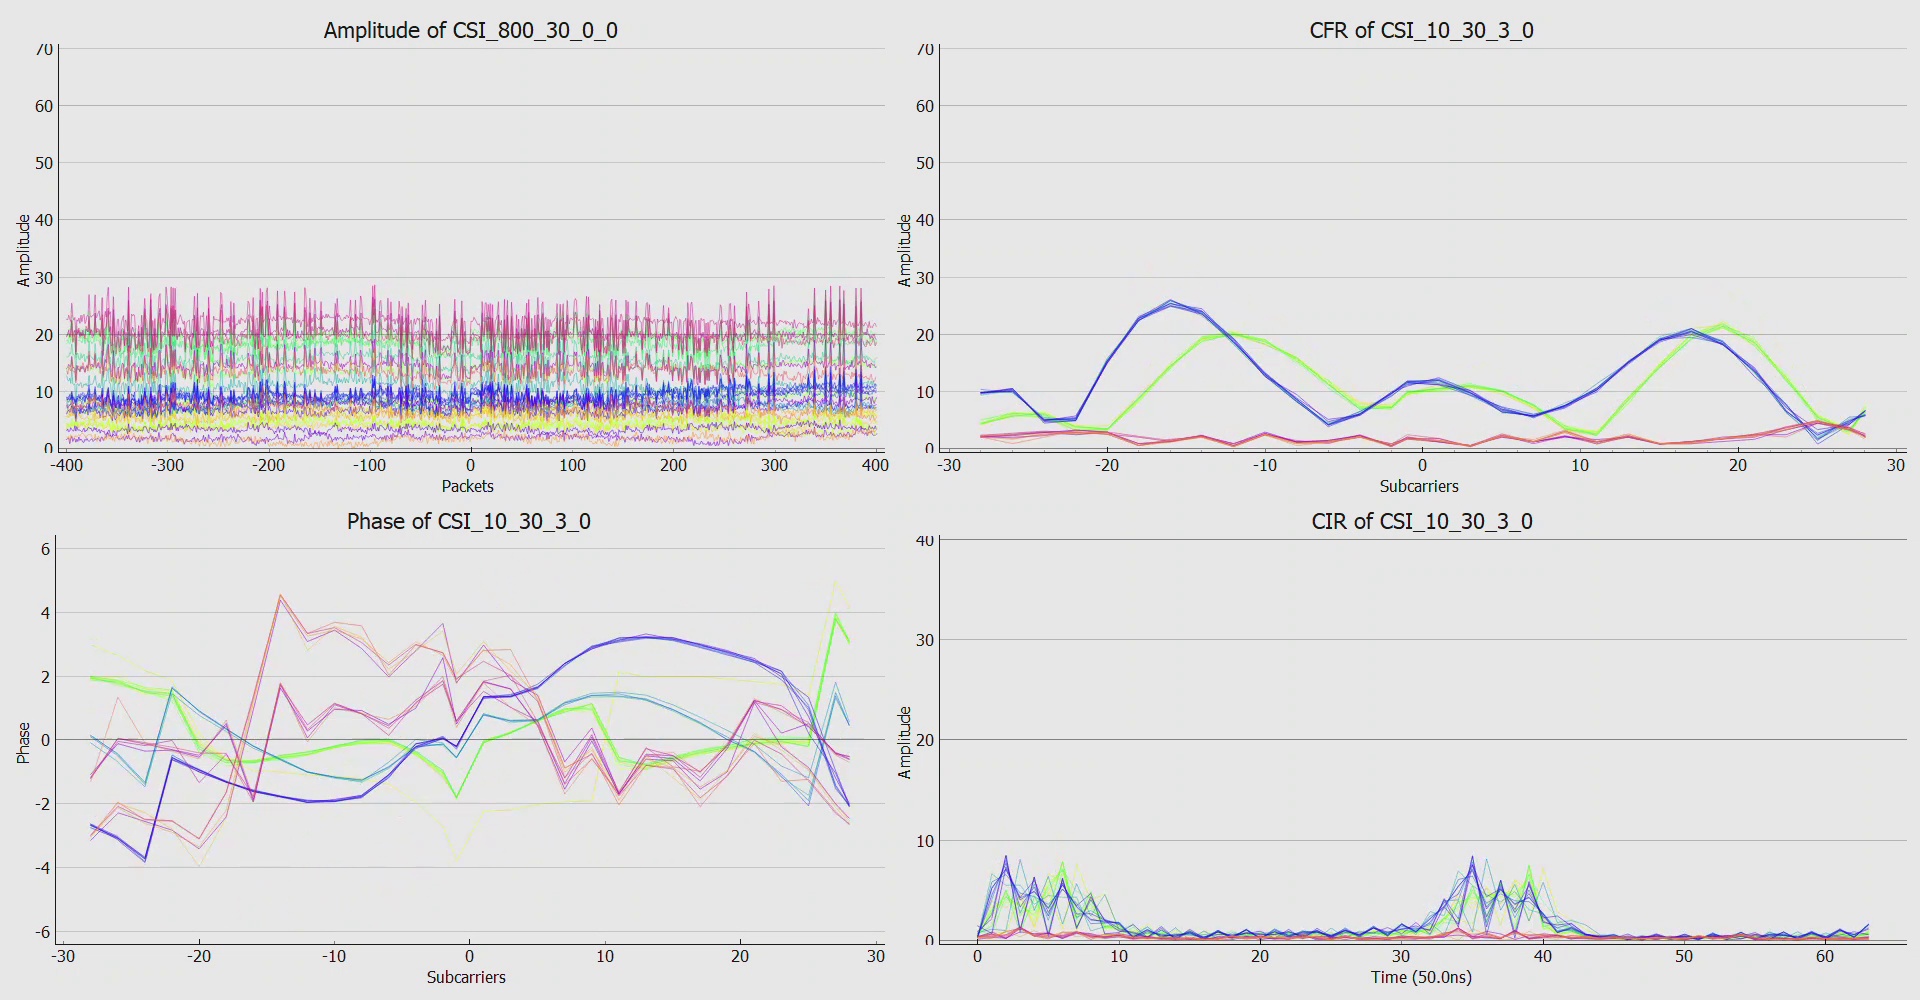 Amplitude of CSI_800_30_0_0
70
60
50
40
30
20
10
0
Amplitude
-400 -300 -200 -100 0 100 200 300 400
Packets
CFR of CSI_10_30_3_0
70
60
50
40
30
20
10
0
Amplitude
-30 -20 -10 0 10 20 30
Subcarriers
Phase of CSI_10_30_3_0
6
4
2
0
-2
-4
-6
Phase
-30 -20 -10 0 10 20 30
Subcarriers
CIR of CSI_10_30_3_0
40
30
20
10
0
Amplitude
0 10 20 30 40 50 60
Time (50.0ns)